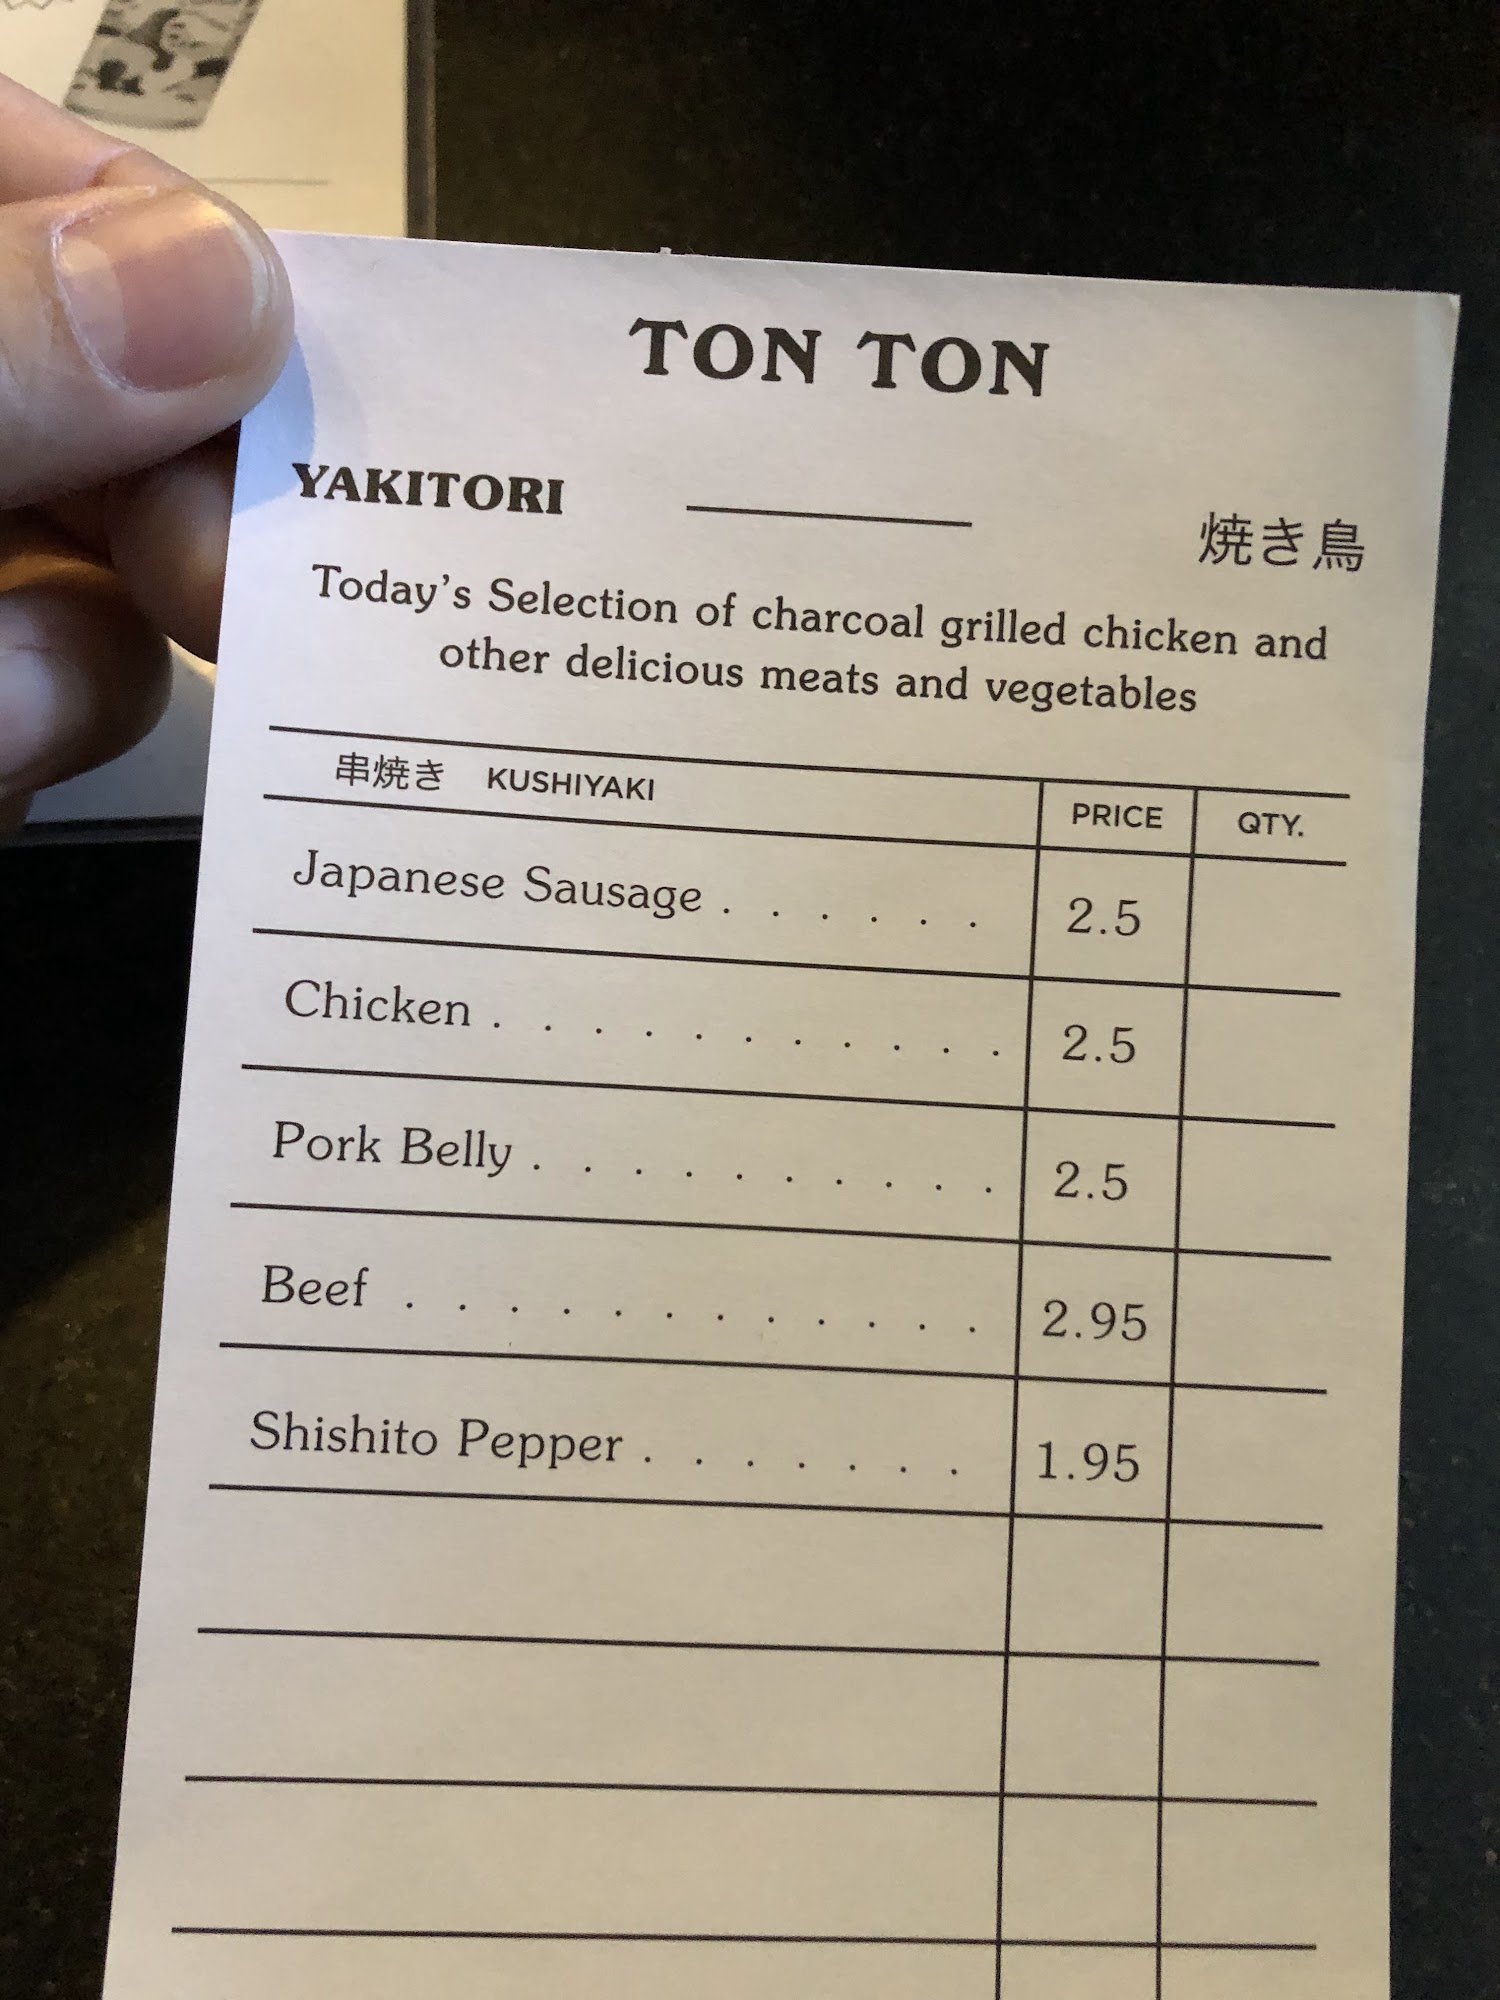 TON TON
YAKITORI 焼き鳥
Today's Selection of charcoal grilled chicken and
other delicious meats and vegetables
串焼き KUSHIYAKI PRICE QTY.
Japanese Sausage . . . . . . 2.5
Chicken . . . . . . . . . . . 2.5
Pork Belly . . . . . . . . . . 2.5
Beef . . . . . . . . . . . . 2.95
Shishito Pepper . . . . . . . 1.95